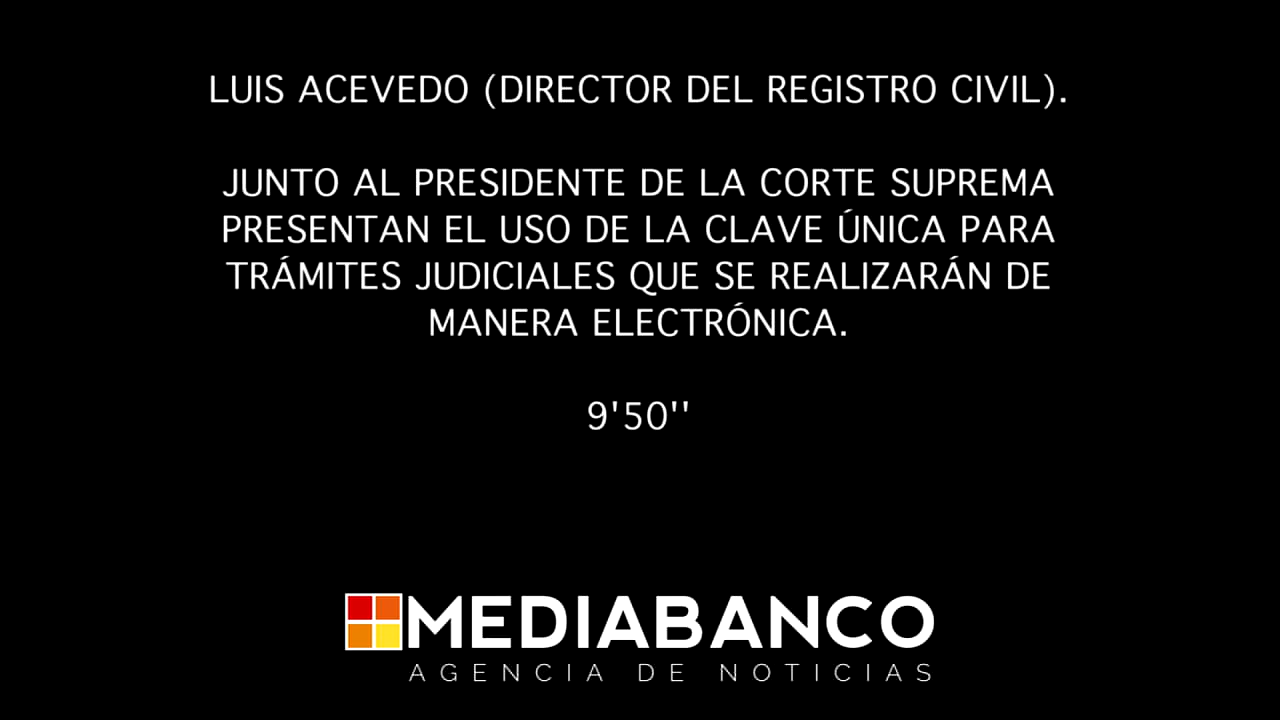 LUIS ACEVEDO (DIRECTOR DEL REGISTRO CIVIL).
JUNTO AL PRESIDENTE DE LA CORTE SUPREMA
PRESENTAN EL USO DE LA CLAVE ÚNICA PARA
TRÁMITES JUDICIALES QUE SE REALIZARÁN DE
MANERA ELECTRÓNICA.
9'50''
MEDIABANCO
AGENCIA DE NOTICIAS